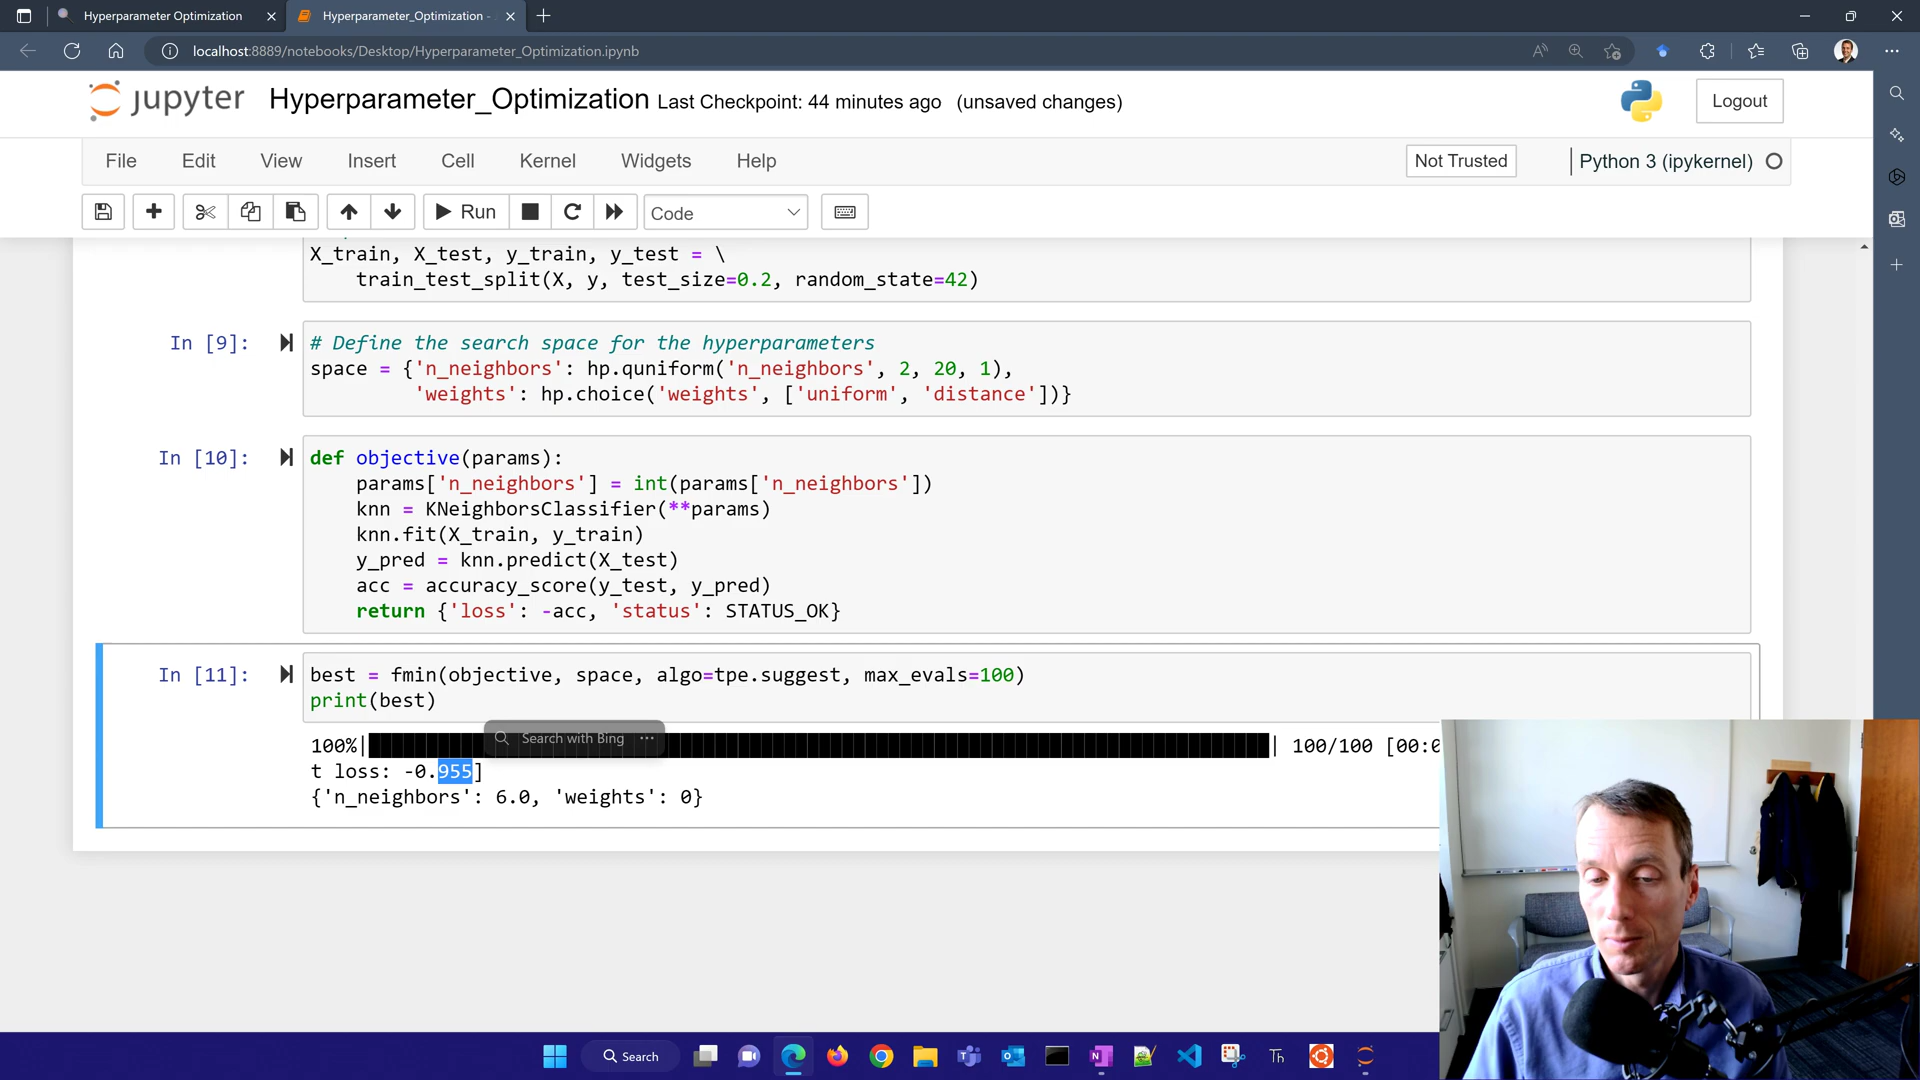 Hyperparameter Optimization
Hyperparameter_Optimization -
localhost:8889/notebooks/Desktop/Hyperparameter_Optimization.ipynb
jupyter Hyperparameter_Optimization Last Checkpoint: 44 minutes ago (unsaved changes)
Logout
File Edit View Insert Cell Kernel Widgets Help
Not Trusted Python 3 (ipykernel)
Run Code
X_train, X_test, y_train, y_test = \
train_test_split(X, y, test_size=0.2, random_state=42)
In [9]: # Define the search space for the hyperparameters
space = {'n_neighbors': hp.quniform('n_neighbors', 2, 20, 1),
'weights': hp.choice('weights', ['uniform', 'distance'])}
In [10]: def objective(params):
params['n_neighbors'] = int(params['n_neighbors'])
knn = KNeighborsClassifier(**params)
knn.fit(X_train, y_train)
y_pred = knn.predict(X_test)
acc = accuracy_score(y_test, y_pred)
return {'loss': -acc, 'status': STATUS_OK}
In [11]: best = fmin(objective, space, algo=tpe.suggest, max_evals=100)
print(best)
Search with Bing ...
100%| | 100/100 [00:0
t loss: -0.955]
{'n_neighbors': 6.0, 'weights': 0}
Search
Th